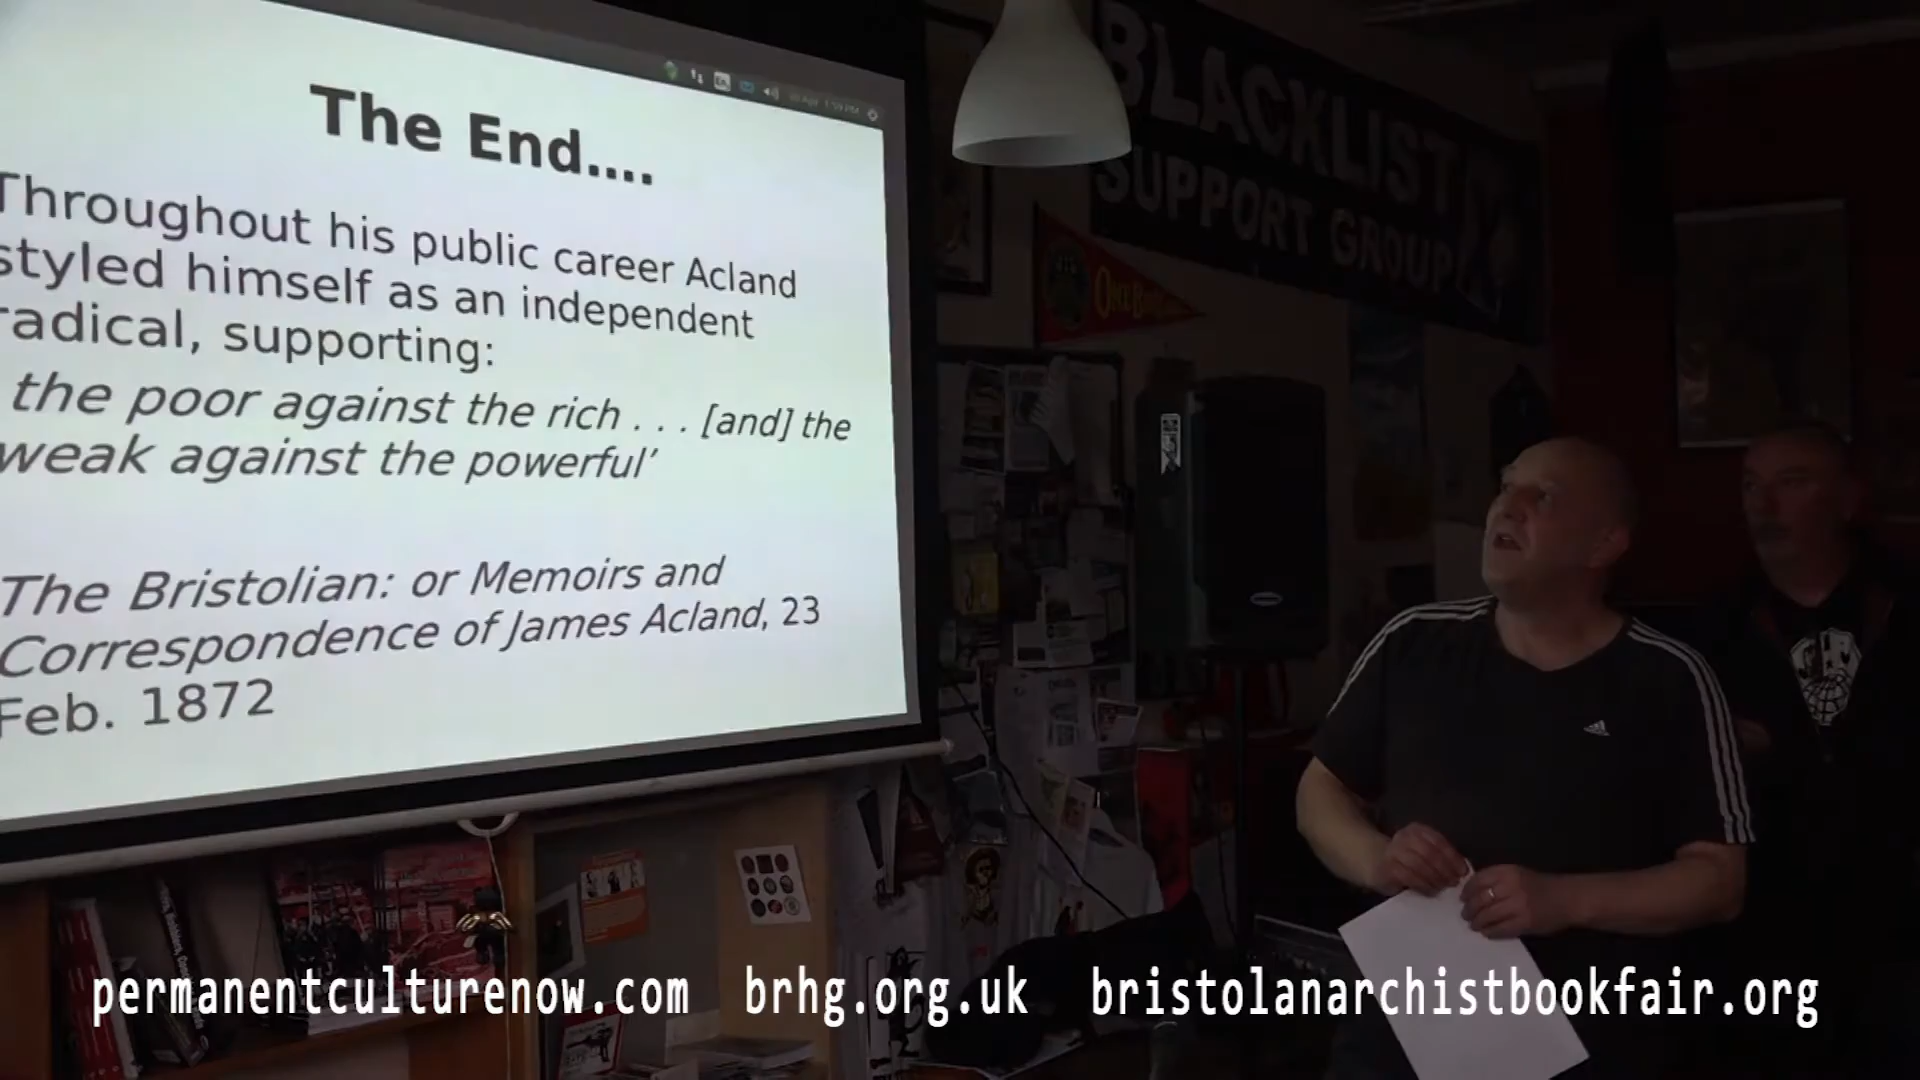 The End....
Throughout his public career Acland
styled himself as an independent
radical, supporting:
the poor against the rich . . . [and] the
weak against the powerful’
The Bristolian: or Memoirs and
Correspondence of James Acland, 23
Feb. 1872
BLACKLIST
SUPPORT GROUP
permanentculturenow.com brhg.org.uk bristolanarchistbookfair.org